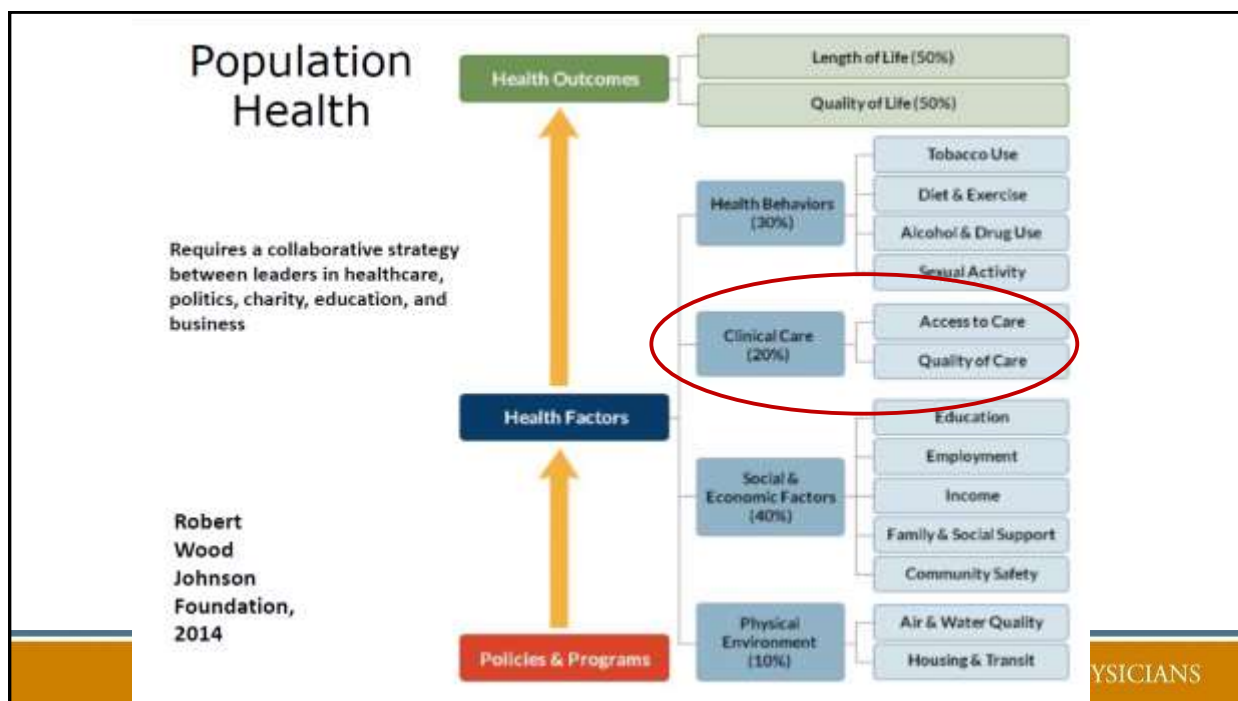 Population
Health
Requires a collaborative strategy
between leaders in healthcare,
politics, charity, education, and
business
Robert
Wood
Johnson
Foundation,
2014
Health Outcomes
Length of Life (50%)
Quality of Life (50%)
Health Factors
Health Behaviors
(30%)
Tobacco Use
Diet & Exercise
Alcohol & Drug Use
Sexual Activity
Clinical Care
(20%)
Access to Care
Quality of Care
Social &
Economic Factors
(40%)
Education
Employment
Income
Family & Social Support
Community Safety
Physical
Environment
(10%)
Air & Water Quality
Housing & Transit
Policies & Programs
YSICIANS